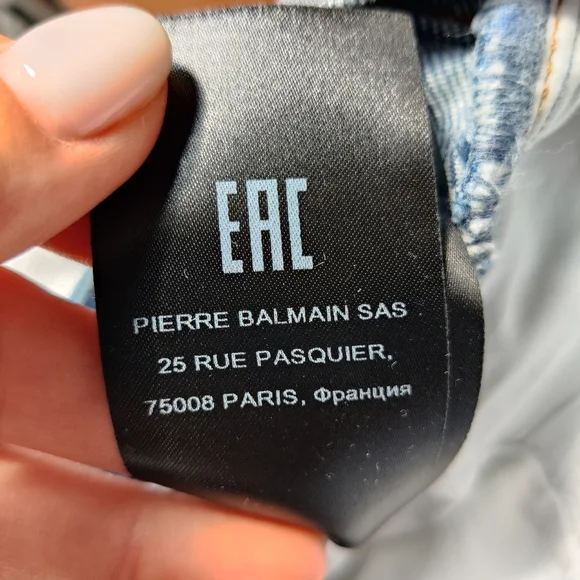 EAC
PIERRE BALMAIN SAS
25 RUE PASQUIER,
75008 PARIS, Франция